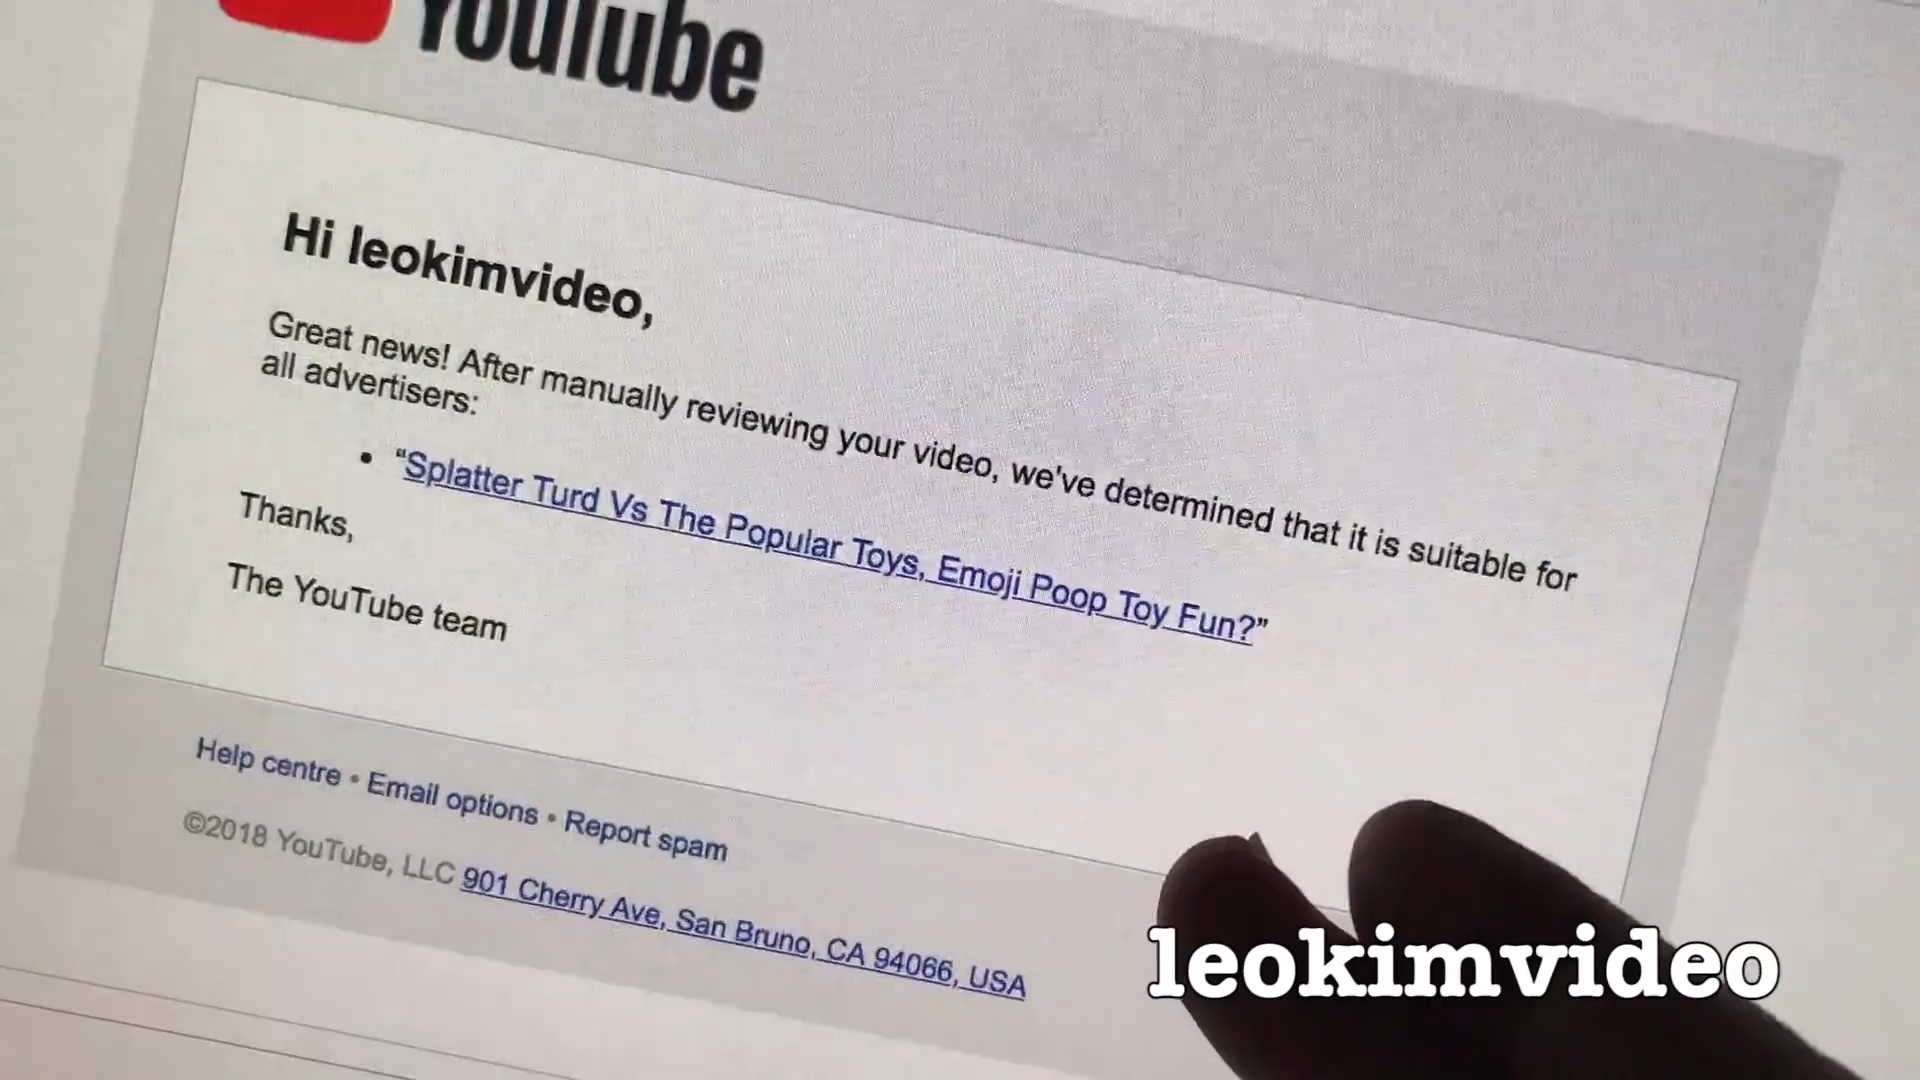 YouTube
Hi leokimvideo,
Great news! After manually reviewing your video, we've determined that it is suitable for
all advertisers:
• “Splatter Turd Vs The Popular Toys, Emoji Poop Toy Fun?”
Thanks,
The YouTube team
Help centre • Email options • Report spam
©2018 YouTube, LLC 901 Cherry Ave, San Bruno, CA 94066, USA
leokimvideo